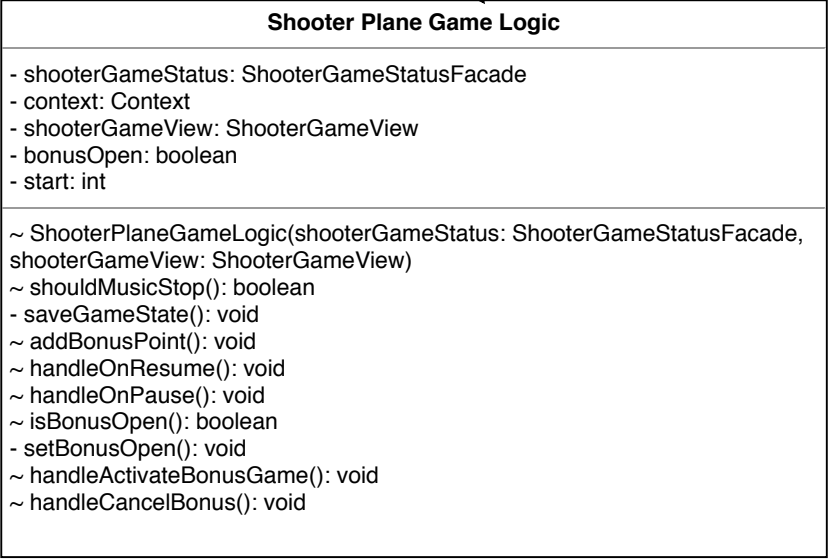 Shooter Plane Game Logic
- shooterGameStatus: ShooterGameStatusFacade
- context: Context
- shooterGameView: ShooterGameView
- bonusOpen: boolean
- start: int
~ ShooterPlaneGameLogic(shooterGameStatus: ShooterGameStatusFacade,
shooterGameView: ShooterGameView)
~ shouldMusicStop(): boolean
- saveGameState(): void
~ addBonusPoint(): void
~ handleOnResume(): void
~ handleOnPause(): void
~ isBonusOpen(): boolean
- setBonusOpen(): void
~ handleActivateBonusGame(): void
~ handleCancelBonus(): void